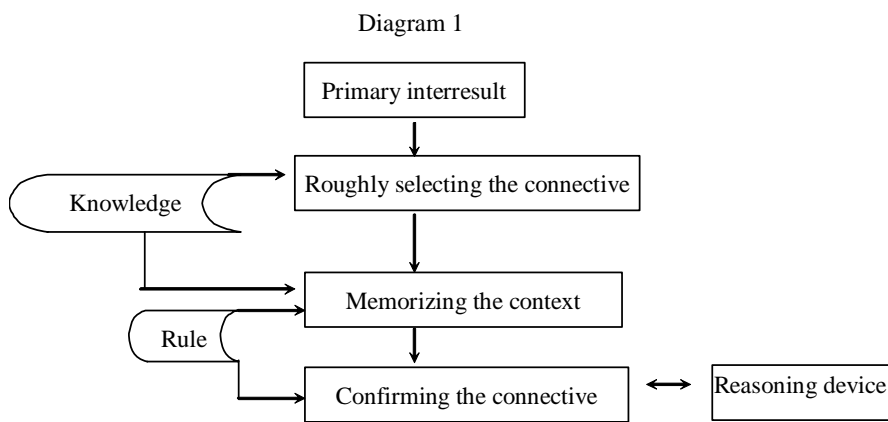 Diagram 1
Primary interresult
Roughly selecting the connective
Knowledge
Memorizing the context
Rule
Confirming the connective
Reasoning device